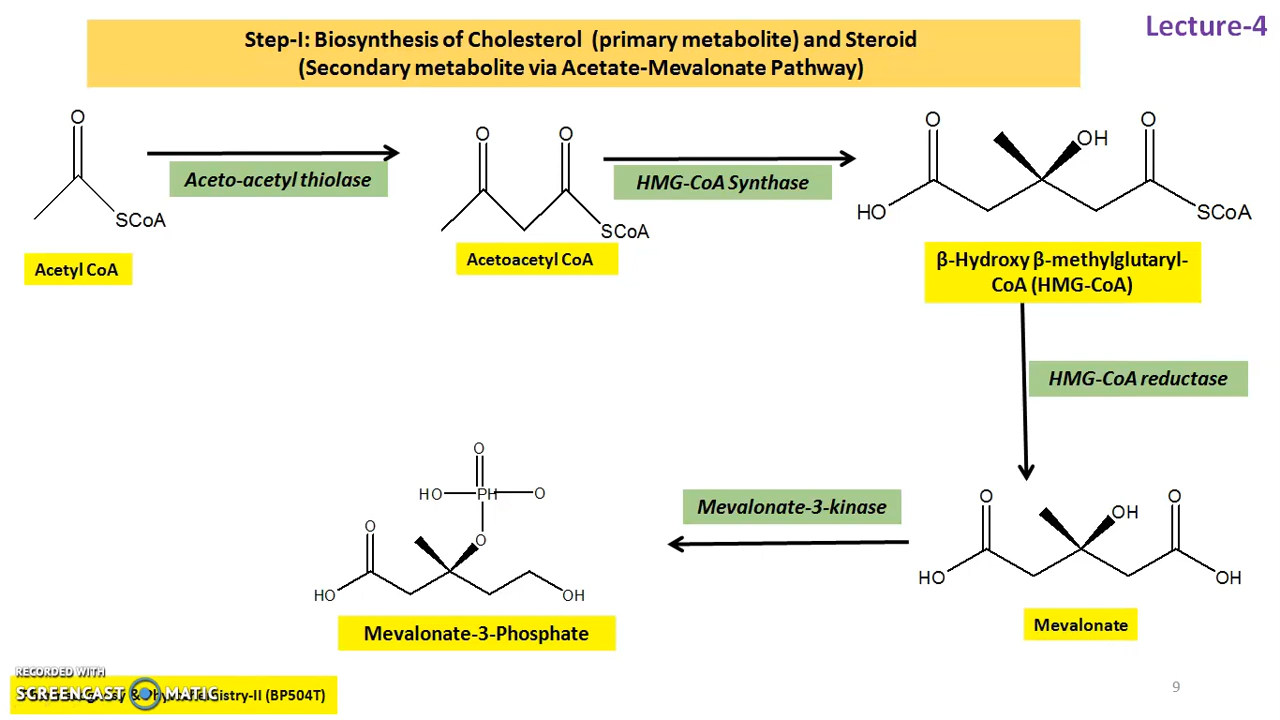 Lecture-4
Step-I: Biosynthesis of Cholesterol (primary metabolite) and Steroid
(Secondary metabolite via Acetate-Mevalonate Pathway)
O
SCoA
Acetyl CoA
Aceto-acetyl thiolase
O O
SCoA
Acetoacetyl CoA
HMG-CoA Synthase
O OH O
HO SCoA
β-Hydroxy β-methylglutaryl-
CoA (HMG-CoA)
HMG-CoA reductase
O OH O
HO OH
Mevalonate
Mevalonate-3-kinase
O
HO PH O
O O
HO OH
Mevalonate-3-Phosphate
RECORDED WITH
SCREENCAST MATIC
& (BP504T)
9